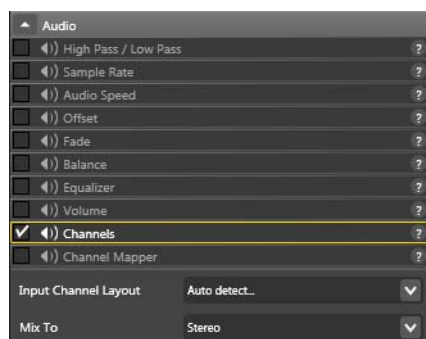 Audio
High Pass / Low Pass ?
Sample Rate ?
Audio Speed ?
Offset ?
Fade ?
Balance ?
Equalizer ?
Volume ?
Channels ?
Channel Mapper ?
Input Channel Layout Auto detect...
Mix To Stereo